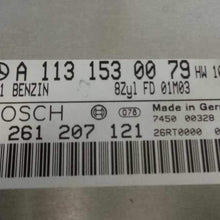 A 113 153 00 79 HW 10
1 BENZIN 8Zyl FD 01M03
BOSCH 078 Made in Germ
261 207 121 7450 00328
26RT0000